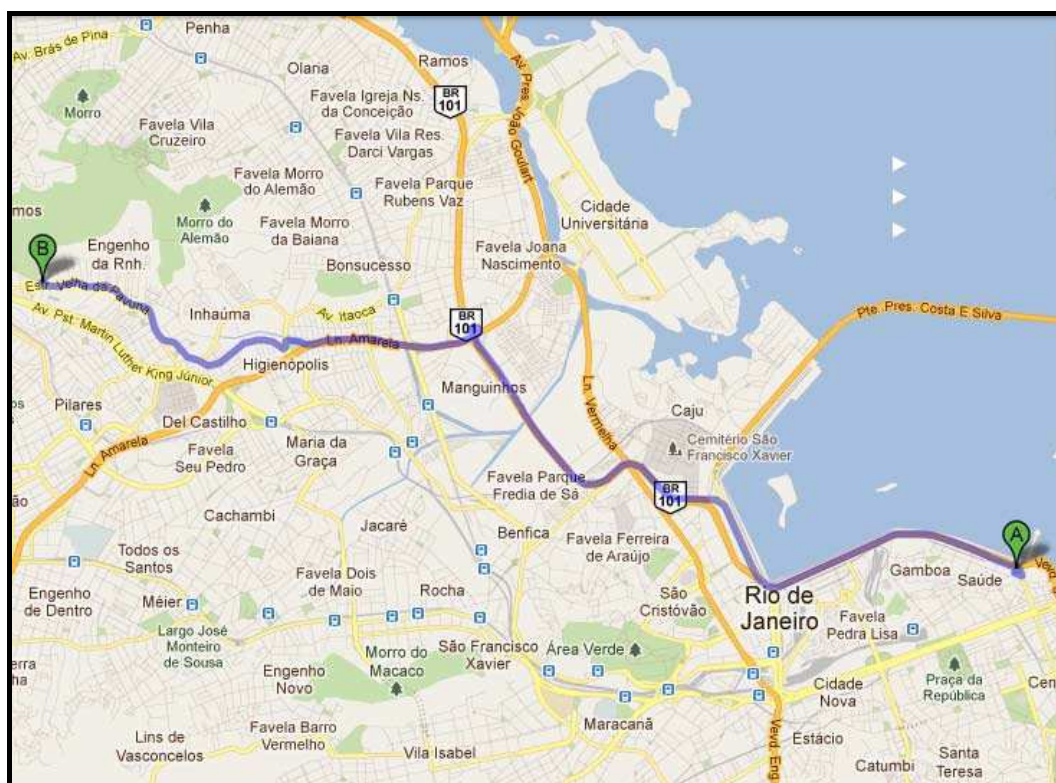 Penha
Av. Brás de Pina
Olana
Ramos
BR
101
Morro
Favela Igreja Ns.
da Conceição
Favela Vila
Cruzeiro
Favela Vila Res.
Darci Vargas
Av. Pres. João Goulart
Favela Morro
do Alemão
Favela Parque
Rubens Vaz
Cidade
Universitária
mos
B
Engenho
da Rnh.
Morro do
Alemão
Favela Morro
da Baiana
Favela Joana
Nascimento
Bonsucesso
Estr. Velha da Pavuna
Inhaúma
Av. Itaoca
BR
101
Pte. Pres. Costa E Silva
Av. Pst. Martin Luther King Júnior
Ln. Amarela
Higienópolis
Manguinhos
Ln. Vermelha
Caju
Pilares
Del Castilho
Cemitério São
Francisco Xavier
Maria da
Graça
Ln. Amarela
Favela
Seu Pedro
Favela Parque
Fredia de Sá
BR
101
ão
Cachambi
Jacaré
Benfica
Favela Ferreira
de Araújo
A
Todos os
Santos
Favela Dois
de Maio
Gamboa
Saúde
Engenho
de Dentro
Méier
Rocha
São
Cristóvão
Rio de
Janeiro
Favela
Pedra Lisa
Largo José
Monteiro
de Sousa
Morro do
Macaco
São Francisco
Xavier
Área Verde
Engenho
Novo
Praça da
República
Cidade
Nova
Cen
Favela Barro
Vermelho
Maracanã
Lins de
Vasconcelos
Vila Isabel
Estácio
Vevd. Eng
Catumbi
Santa
Teresa